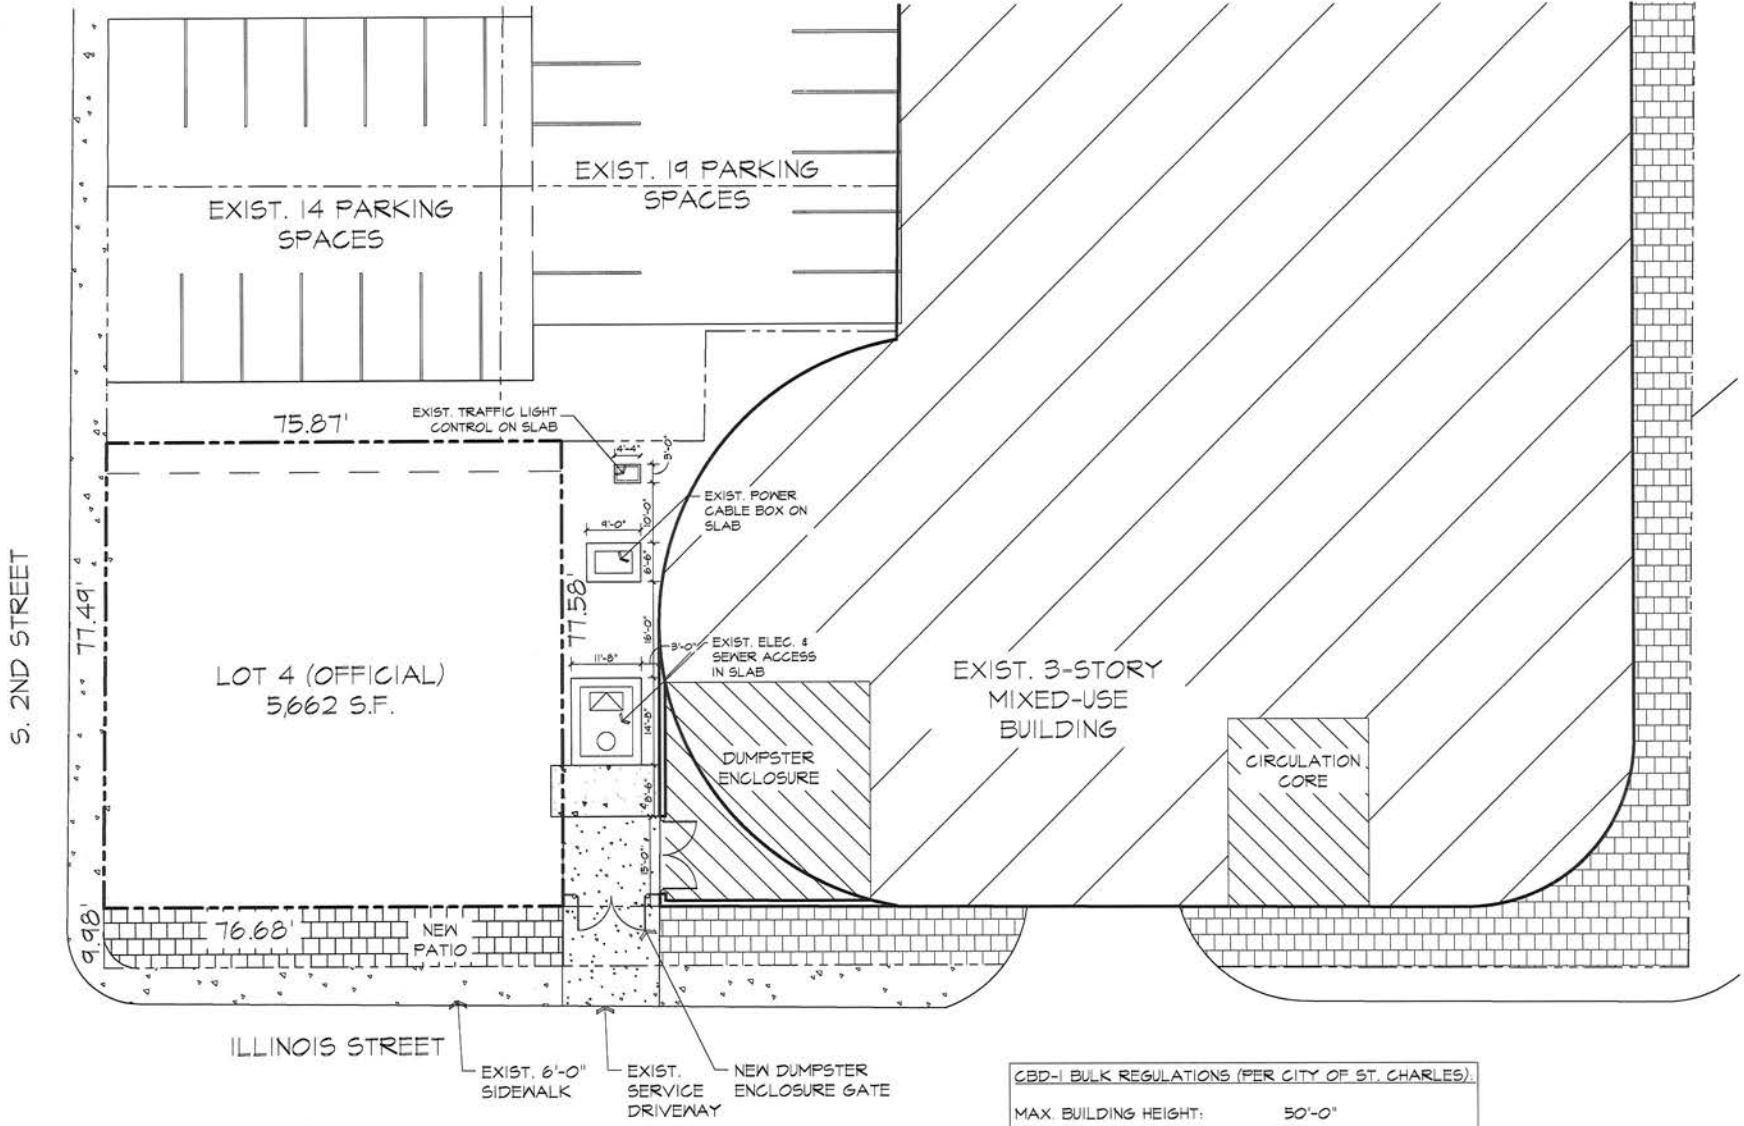 EXIST. 19 PARKING
SPACES
EXIST. 14 PARKING
SPACES
75.87'
EXIST. TRAFFIC LIGHT
CONTROL ON SLAB
4'-4"
5'-0"
EXIST. POWER
CABLE BOX ON
SLAB
10'-0"
9'-0"
6'-6"
S. 2ND STREET
77.49'
77.58'
16'-0"
3'-0"
EXIST. ELEC. &
SEWER ACCESS
IN SLAB
11'-8"
14'-8"
LOT 4 (OFFICIAL)
5,662 S.F.
EXIST. 3-STORY
MIXED-USE
BUILDING
DUMPSTER
ENCLOSURE
CIRCULATION
CORE
8'-6"
15'-0"
9.98'
76.68'
NEW
PATIO
ILLINOIS STREET
EXIST. 6'-0"
SIDEWALK
EXIST.
SERVICE
DRIVEWAY
NEW DUMPSTER
ENCLOSURE GATE
CBD-1 BULK REGULATIONS (PER CITY OF ST. CHARLES):
MAX. BUILDING HEIGHT: 50'-0"